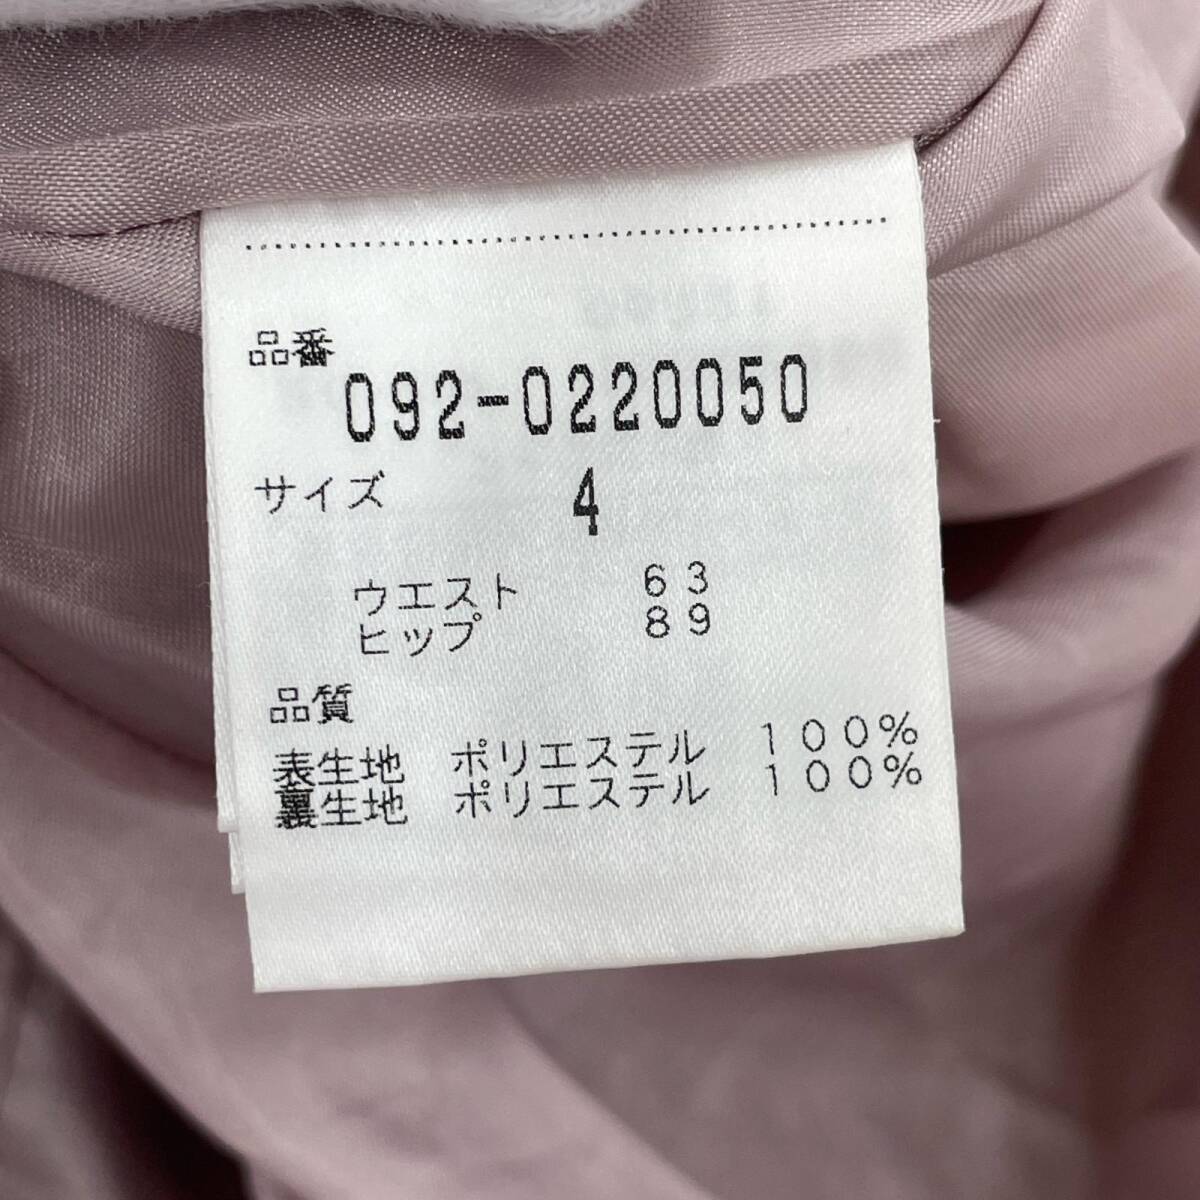 品番
092-0220050
サイズ 4
ウエスト 63
ヒップ 89
品質
表生地 ポリエステル 100%
裏生地 ポリエステル 100%